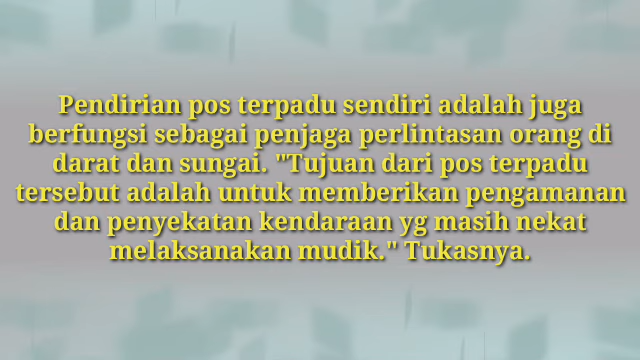 Pendirian pos terpadu sendiri adalah juga
berfungsi sebagai penjaga perlintasan orang di
darat dan sungai. "Tujuan dari pos terpadu
tersebut adalah untuk memberikan pengamanan
dan penyekatan kendaraan yg masih nekat
melaksanakan mudik." Tukasnya.